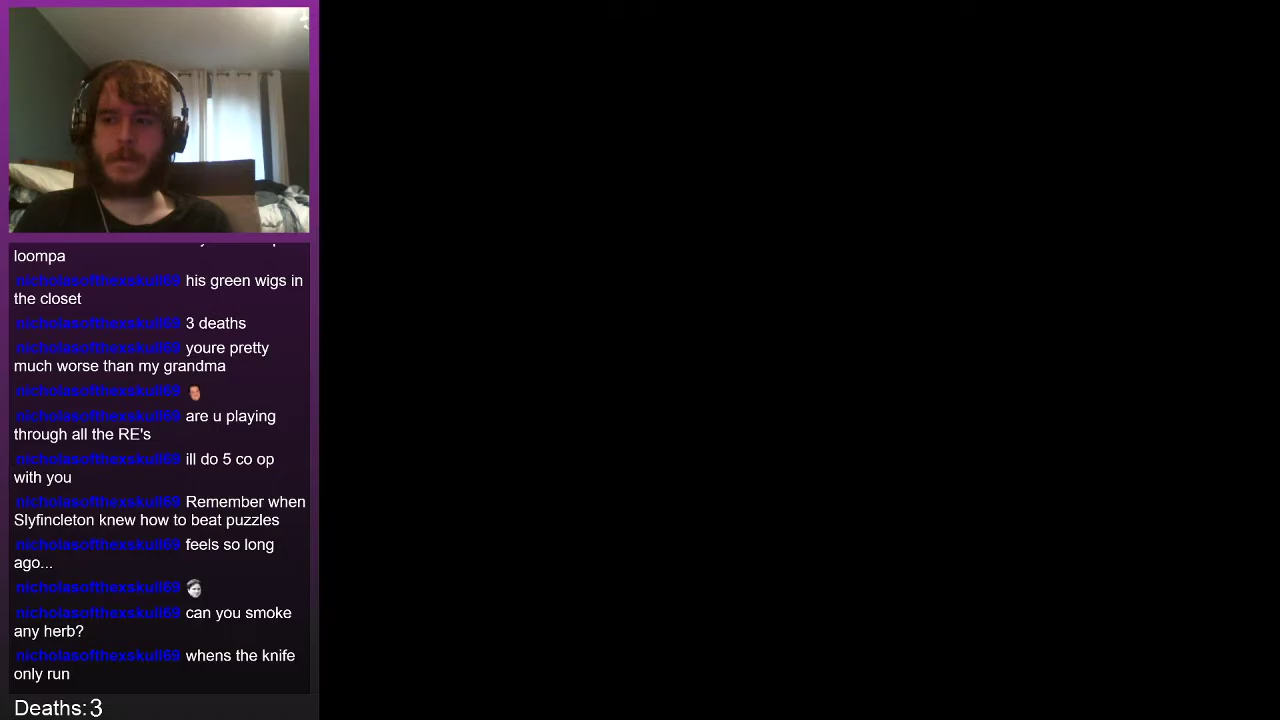 loompa
nicholasofthexskull69 his green wigs in
the closet
nicholasofthexskull69 3 deaths
nicholasofthexskull69 youre pretty
much worse than my grandma
nicholasofthexskull69
nicholasofthexskull69 are u playing
through all the RE's
nicholasofthexskull69 ill do 5 co op
with you
nicholasofthexskull69 Remember when
Slyfincleton knew how to beat puzzles
nicholasofthexskull69 feels so long
ago...
nicholasofthexskull69
nicholasofthexskull69 can you smoke
any herb?
nicholasofthexskull69 whens the knife
only run
Deaths:3